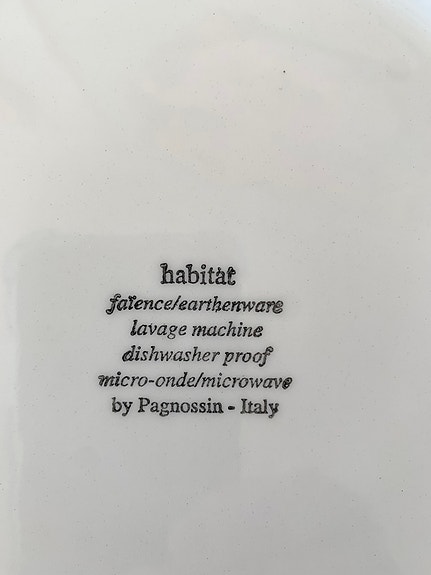 habitat
faïence/earthenware
lavage machine
dishwasher proof
micro-onde/microwave
by Pagnossin - Italy